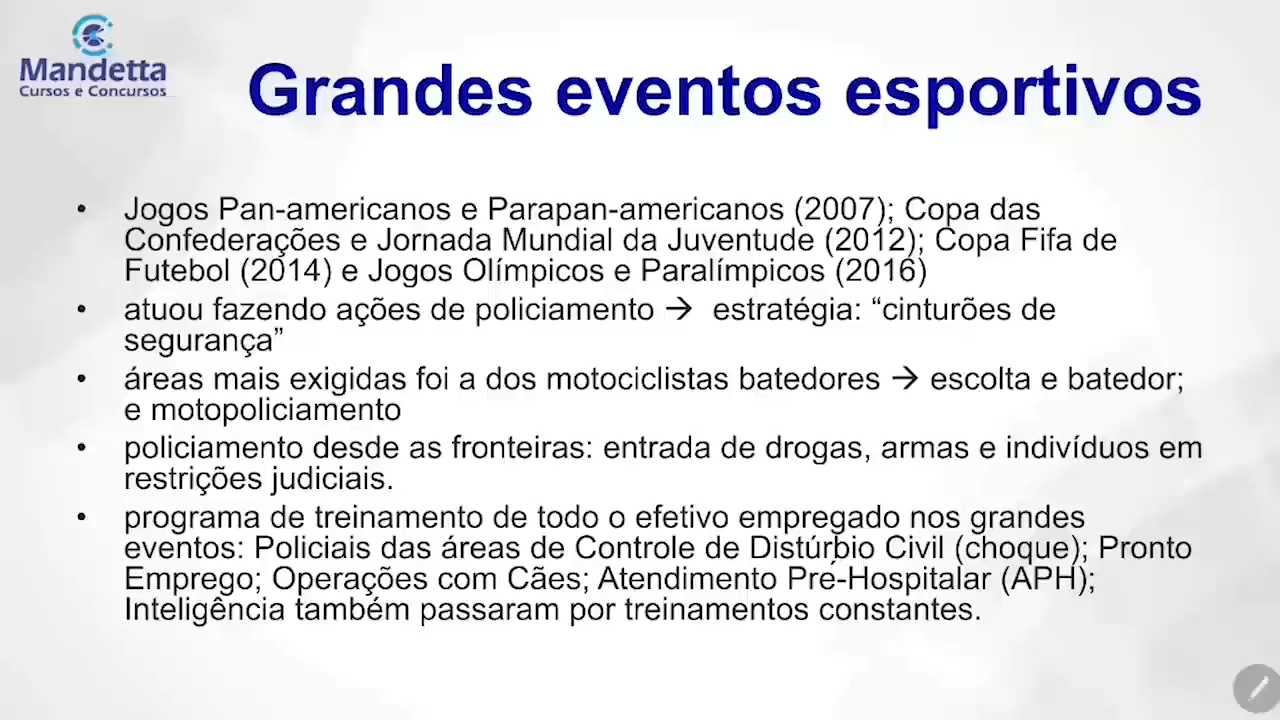 Mandetta
Cursos e Concursos
Grandes eventos esportivos
• Jogos Pan-americanos e Parapan-americanos (2007); Copa das
Confederações e Jornada Mundial da Juventude (2012); Copa Fifa de
Futebol (2014) e Jogos Olímpicos e Paralímpicos (2016)
• atuou fazendo ações de policiamento → estratégia: “cinturões de
segurança”
• áreas mais exigidas foi a dos motociclistas batedores → escolta e batedor;
e motopoliciamento
• policiamento desde as fronteiras: entrada de drogas, armas e indivíduos em
restrições judiciais.
• programa de treinamento de todo o efetivo empregado nos grandes
eventos: Policiais das áreas de Controle de Distúrbio Civil (choque); Pronto
Emprego; Operações com Cães; Atendimento Pré-Hospitalar (APH);
Inteligência também passaram por treinamentos constantes.